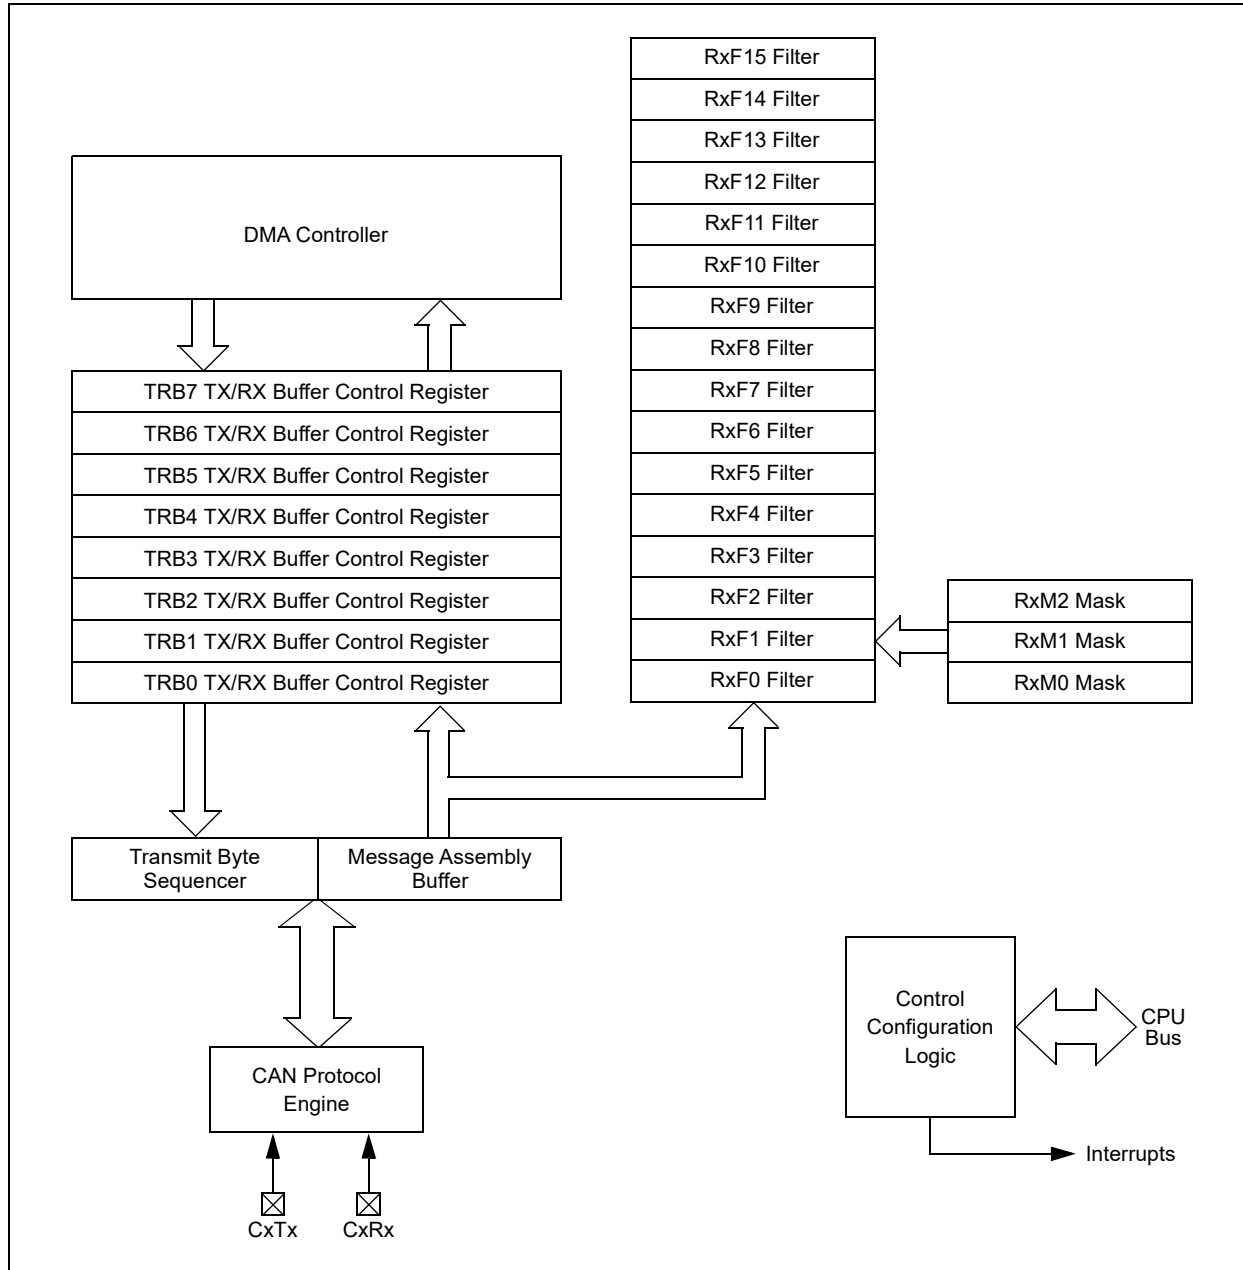 DMA Controller
TRB7 TX/RX Buffer Control Register
TRB6 TX/RX Buffer Control Register
TRB5 TX/RX Buffer Control Register
TRB4 TX/RX Buffer Control Register
TRB3 TX/RX Buffer Control Register
TRB2 TX/RX Buffer Control Register
TRB1 TX/RX Buffer Control Register
TRB0 TX/RX Buffer Control Register
RxF15 Filter
RxF14 Filter
RxF13 Filter
RxF12 Filter
RxF11 Filter
RxF10 Filter
RxF9 Filter
RxF8 Filter
RxF7 Filter
RxF6 Filter
RxF5 Filter
RxF4 Filter
RxF3 Filter
RxF2 Filter
RxF1 Filter
RxF0 Filter
RxM2 Mask
RxM1 Mask
RxM0 Mask
Transmit Byte
Sequencer
Message Assembly
Buffer
CAN Protocol
Engine
CxTx
CxRx
Control
Configuration
Logic
CPU
Bus
Interrupts